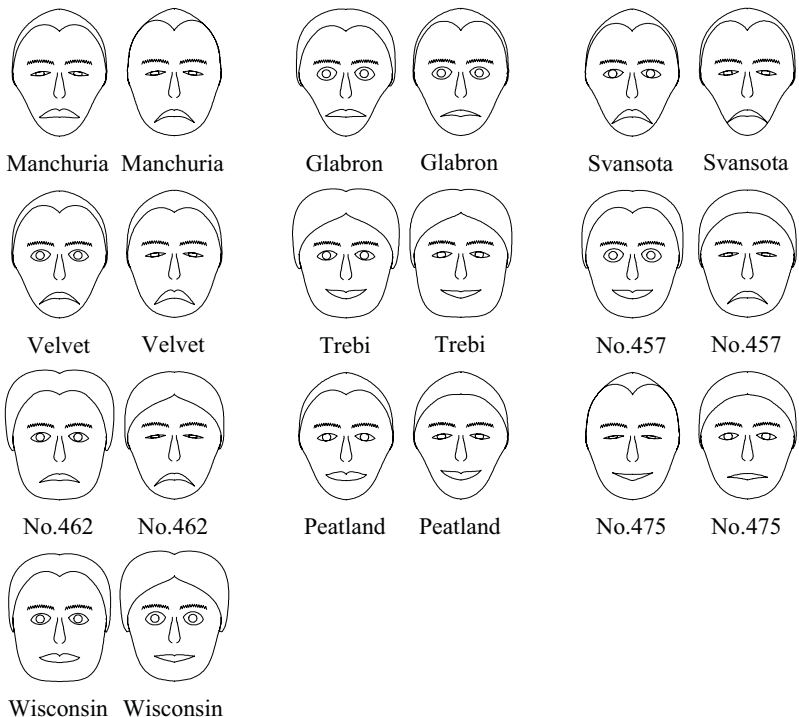 Manchuria Manchuria Glabron Glabron Svansota Svansota
Velvet Velvet Trebi Trebi No.457 No.457
No.462 No.462 Peatland Peatland No.475 No.475
Wisconsin Wisconsin